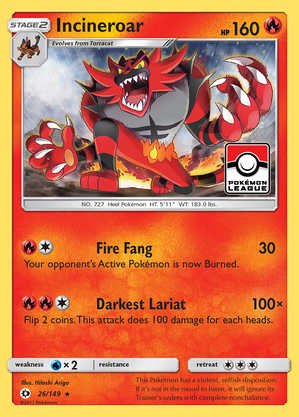 STAGE2 Incineroar HP 160
Evolves from Torracat
POKÉMON
LEAGUE
NO. 727 Heel Pokémon HT: 5'11" WT: 183.0 lbs.
Fire Fang 30
Your opponent's Active Pokémon is now Burned.
Darkest Lariat 100×
Flip 2 coins. This attack does 100 damage for each heads.
weakness ×2 resistance retreat
Illus. Hitoshi Ariga
26/149
This Pokémon has a violent, selfish disposition.
If it's not in the mood to listen, it will ignore its
Trainer's orders with complete nonchalance.
©2017 Pokémon